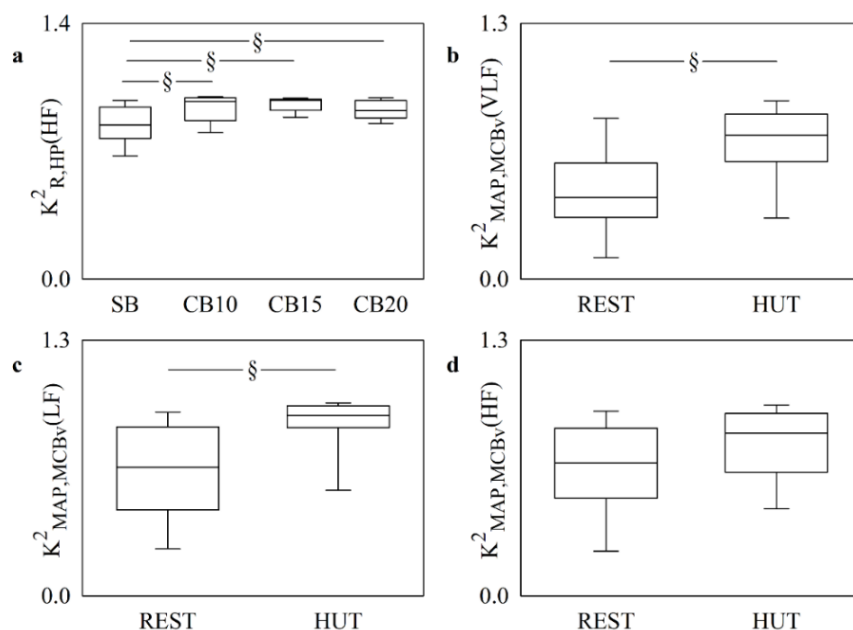 a
1.4
K²R,HP(HF)
0.0
§
§
§
SB CB10 CB15 CB20
b
1.3
K²MAP,MCBv(VLF)
0.0
§
REST HUT
c
1.3
K²MAP,MCBv(LF)
0.0
§
REST HUT
d
1.3
K²MAP,MCBv(HF)
0.0
REST HUT